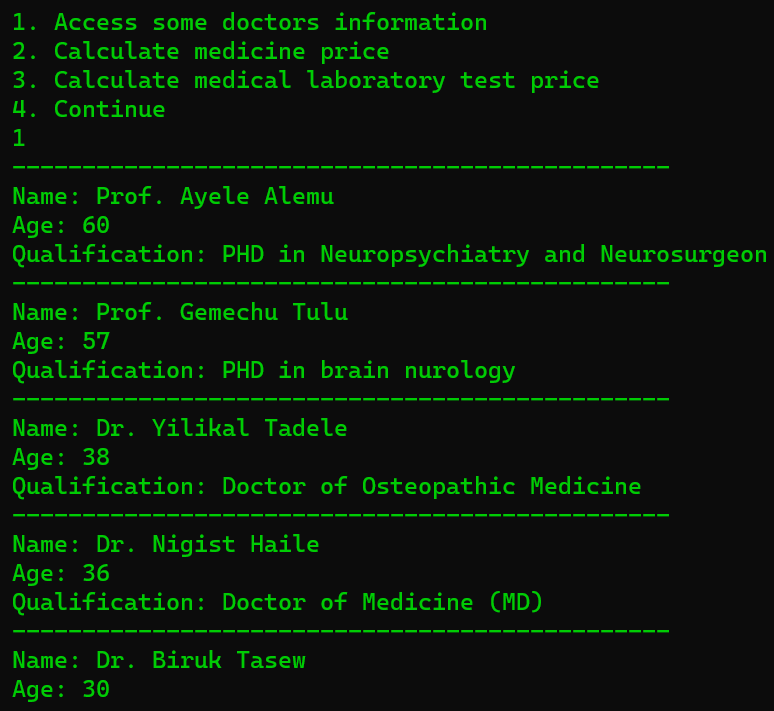 1. Access some doctors information
2. Calculate medicine price
3. Calculate medical laboratory test price
4. Continue
1
-----------------------------------------------
Name: Prof. Ayele Alemu
Age: 60
Qualification: PHD in Neuropsychiatry and Neurosurgeon
-----------------------------------------------
Name: Prof. Gemechu Tulu
Age: 57
Qualification: PHD in brain nurology
-----------------------------------------------
Name: Dr. Yilikal Tadele
Age: 38
Qualification: Doctor of Osteopathic Medicine
-----------------------------------------------
Name: Dr. Nigist Haile
Age: 36
Qualification: Doctor of Medicine (MD)
-----------------------------------------------
Name: Dr. Biruk Tasew
Age: 30